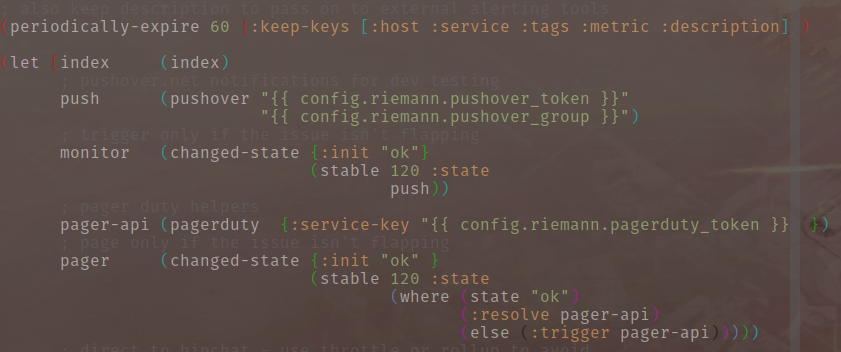 ; also keep description to pass on to external alerting tools
(periodically-expire 60 {:keep-keys [:host :service :tags :metric :description] })
(let [index (index)
; pushover.net notifications for dev testing
push (pushover "{{ config.riemann.pushover_token }}"
"{{ config.riemann.pushover_group }}")
; trigger only if the issue isn't flapping
monitor (changed-state {:init "ok"}
(stable 120 :state
push))
; pager duty helpers
pager-api (pagerduty {:service-key "{{ config.riemann.pagerduty_token }} })
; page only if the issue isn't flapping
pager (changed-state {:init "ok" }
(stable 120 :state
(where (state "ok")
(:resolve pager-api)
(else (:trigger pager-api)))))
; direct to hipchat use throttle or rollup to avoid